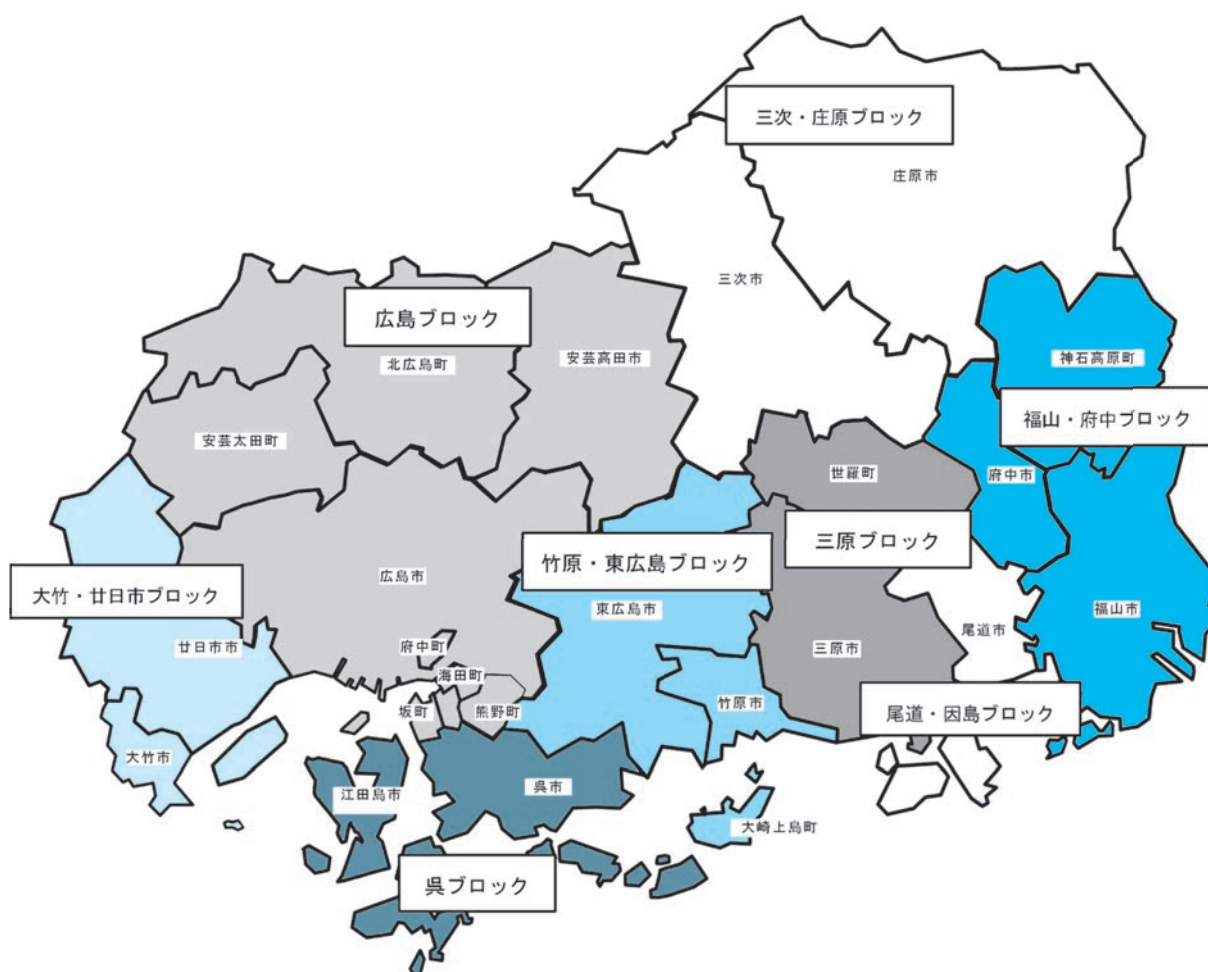 三次・庄原ブロック
庄原市
三次市
広島ブロック
安芸高田市
神石高原町
北広島町
福山・府中ブロック
安芸太田町
世羅町
府中市
三原ブロック
竹原・東広島ブロック
広島市
大竹・廿日市ブロック
東広島市
福山市
尾道市
府中町
廿日市市
三原市
海田町
竹原市
坂町
熊野町
尾道・因島ブロック
大竹市
呉市
江田島市
大崎上島町
呉ブロック